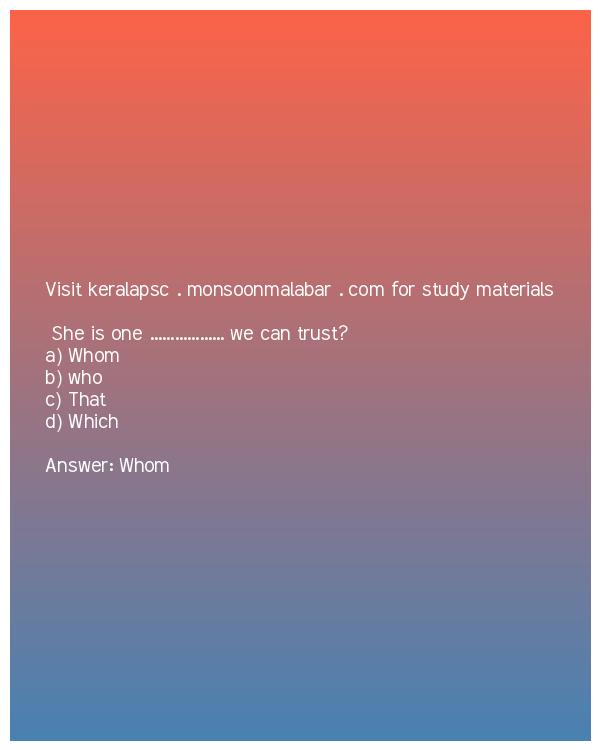 Visit keralapsc . monsoonmalabar . com for study materials
She is one .................. we can trust?
a) Whom
b) who
c) That
d) Which
Answer: Whom